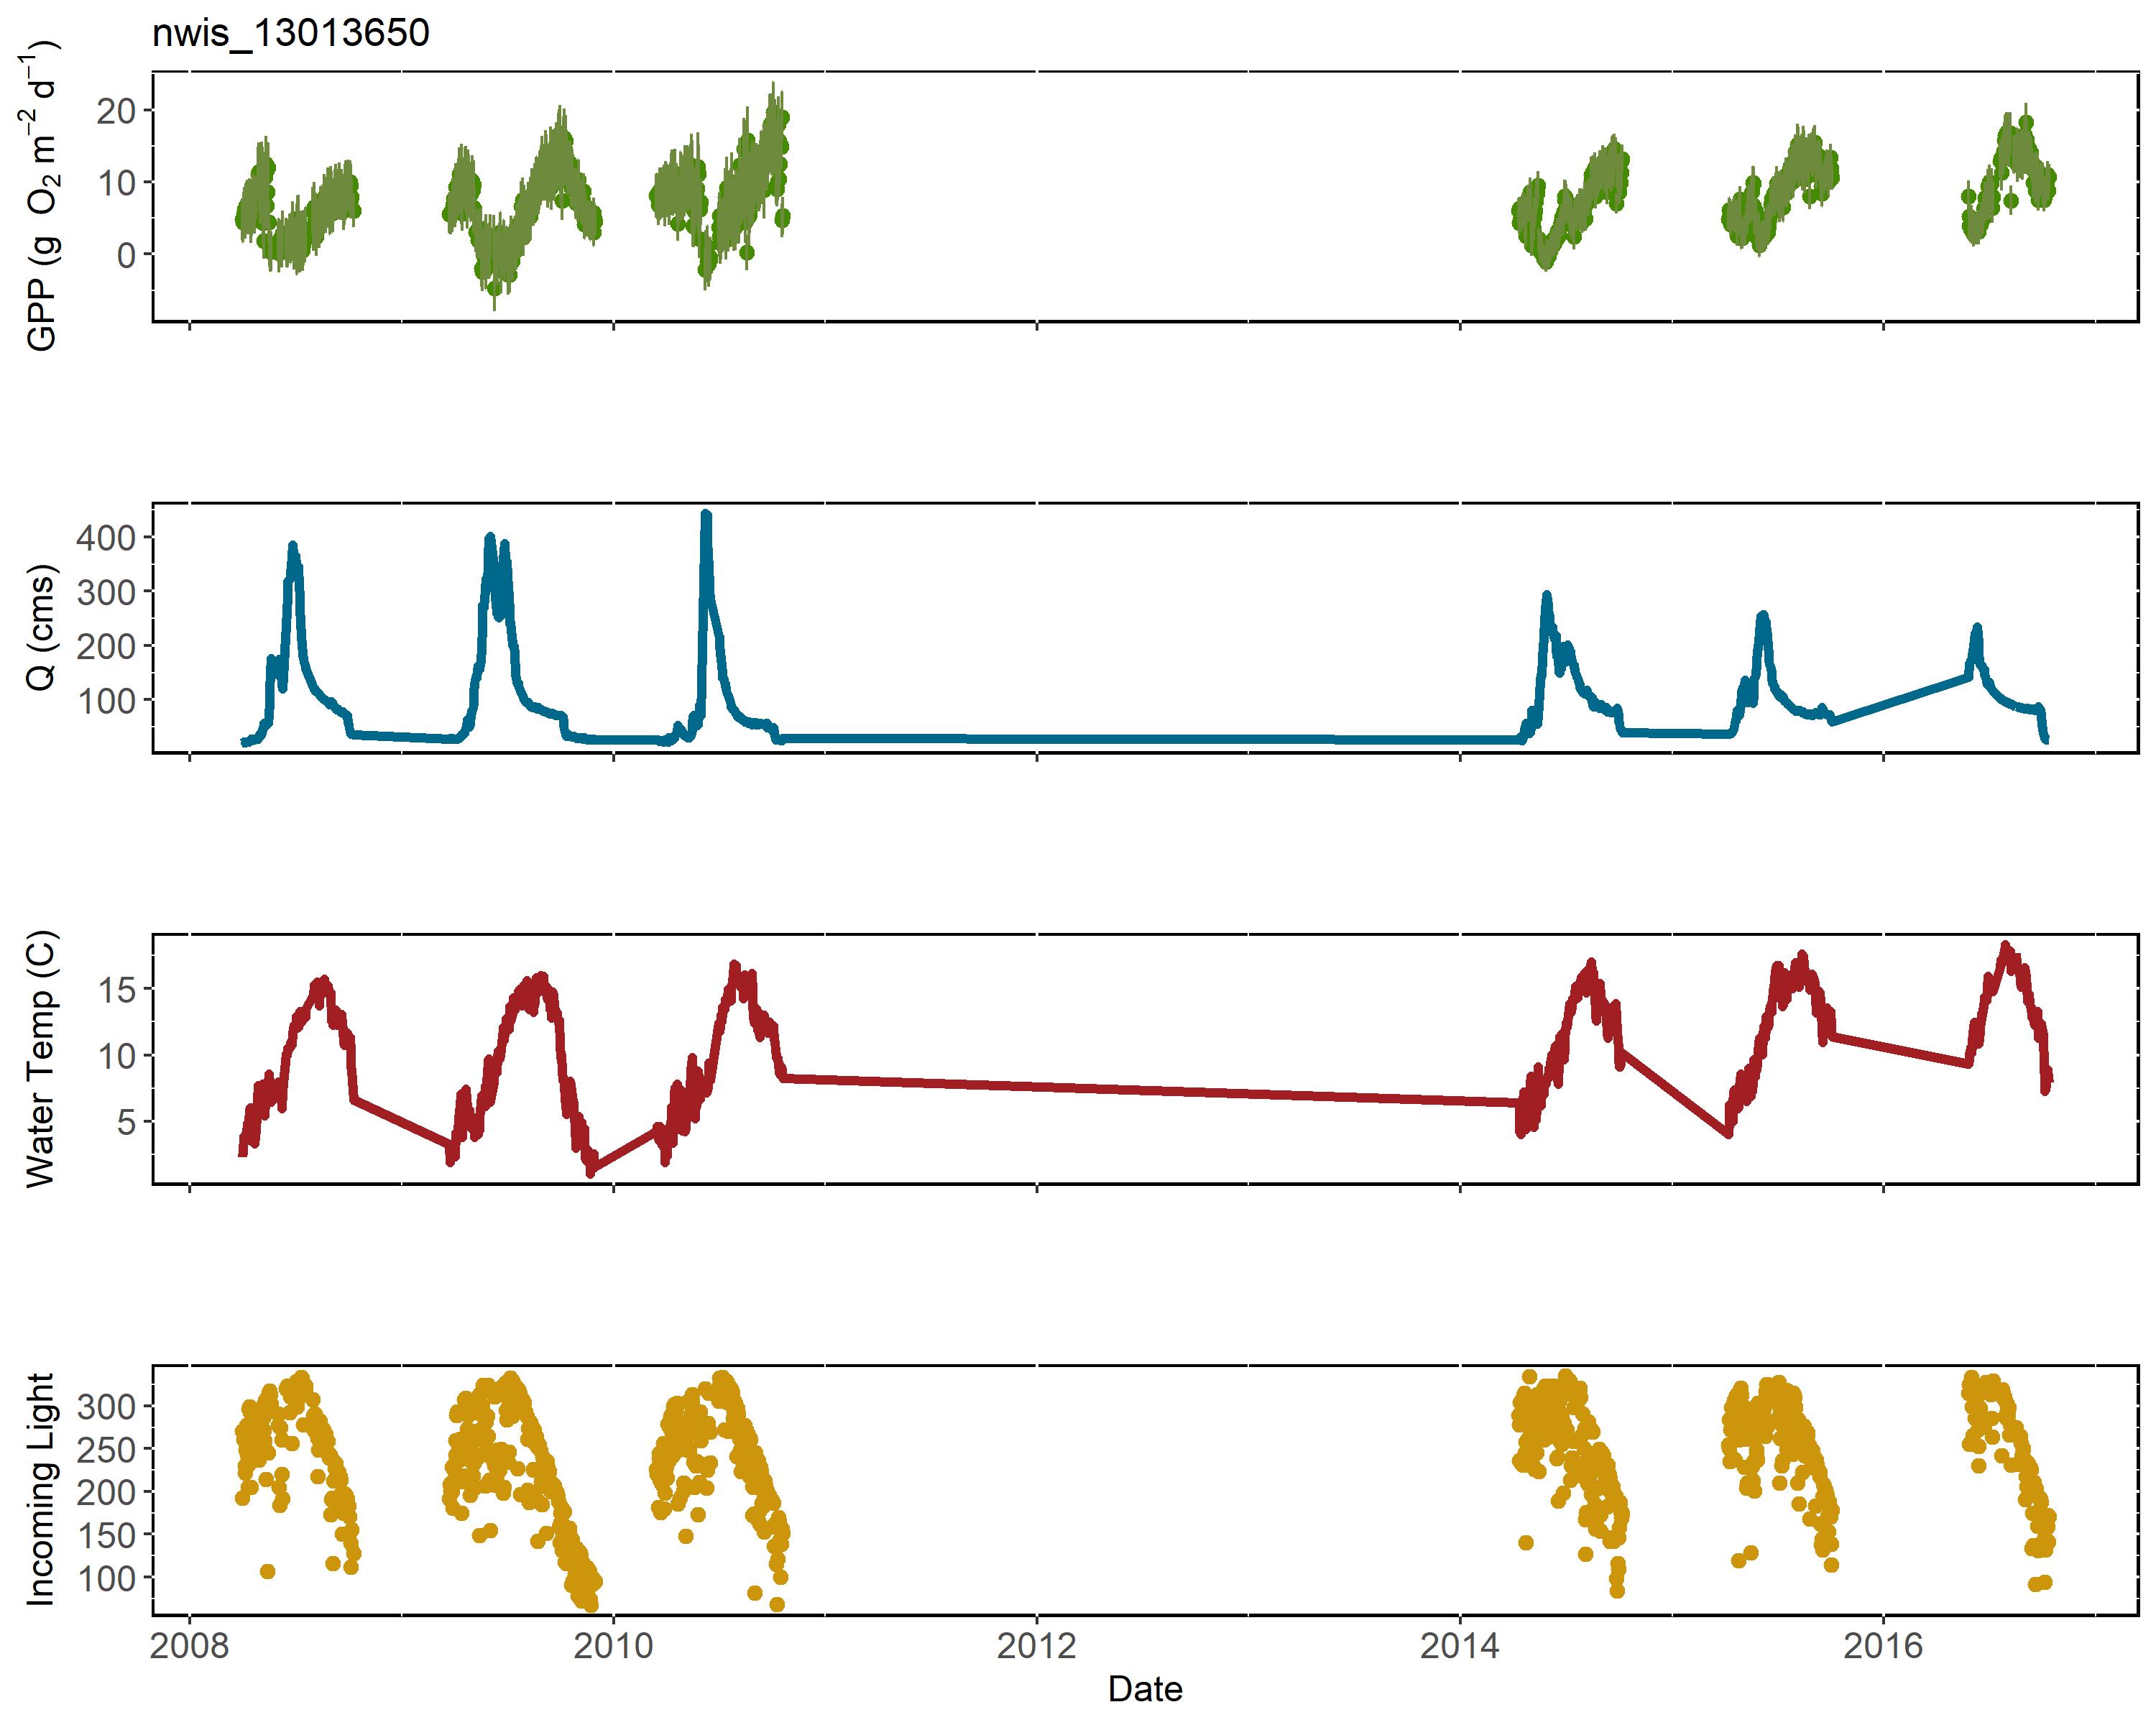 nwis_13013650
GPP (g O₂ m⁻² d⁻¹)
20
10
0
Q (cms)
400
300
200
100
Water Temp (C)
15
10
5
Incoming Light
300
250
200
150
100
2008 2010 2012 2014 2016
Date